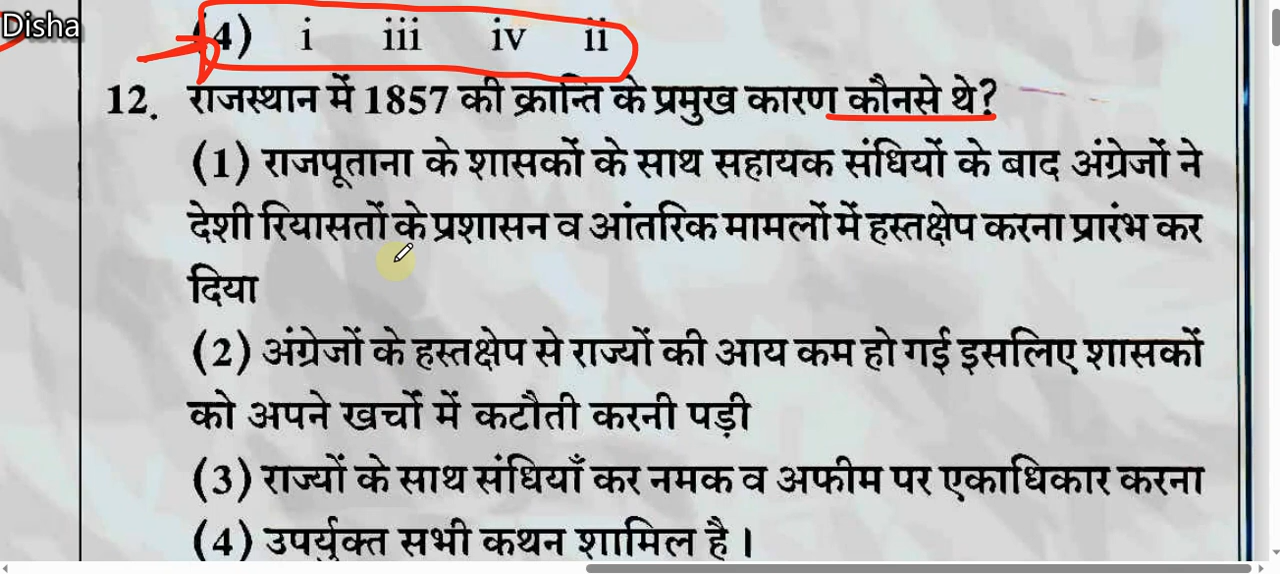 Disha
(4) i iii iv ii
12. राजस्थान में 1857 की क्रान्ति के प्रमुख कारण कौनसे थे?
(1) राजपूताना के शासकों के साथ सहायक संधियों के बाद अंग्रेजों ने
देशी रियासतों के प्रशासन व आंतरिक मामलों में हस्तक्षेप करना प्रारंभ कर
दिया
(2) अंग्रेजों के हस्तक्षेप से राज्यों की आय कम हो गई इसलिए शासकों
को अपने खर्चों में कटौती करनी पड़ी
(3) राज्यों के साथ संधियाँ कर नमक व अफीम पर एकाधिकार करना
(4) उपर्युक्त सभी कथन शामिल है।